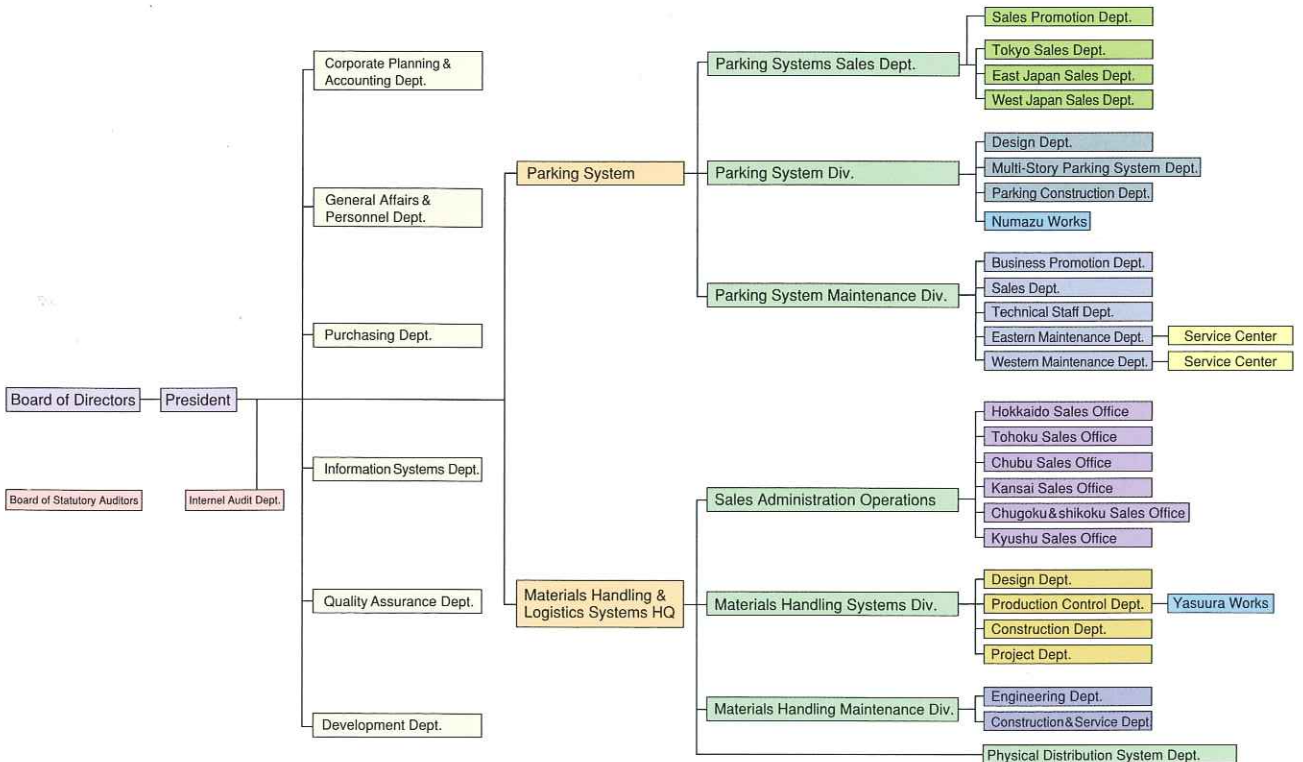 Board of Directors
President
Board of Statutory Auditors
Internal Audit Dept.
Corporate Planning &
Accounting Dept.
General Affairs &
Personnel Dept.
Purchasing Dept.
Information Systems Dept.
Quality Assurance Dept.
Development Dept.
Parking System
Parking Systems Sales Dept.
Sales Promotion Dept.
Tokyo Sales Dept.
East Japan Sales Dept.
West Japan Sales Dept.
Parking System Div.
Design Dept.
Multi-Story Parking System Dept.
Parking Construction Dept.
Numazu Works
Parking System Maintenance Div.
Business Promotion Dept.
Sales Dept.
Technical Staff Dept.
Eastern Maintenance Dept.
Service Center
Western Maintenance Dept.
Service Center
Materials Handling &
Logistics Systems HQ
Sales Administration Operations
Hokkaido Sales Office
Tohoku Sales Office
Chubu Sales Office
Kansai Sales Office
Chugoku&shikoku Sales Office
Kyushu Sales Office
Materials Handling Systems Div.
Design Dept.
Production Control Dept.
Yasuura Works
Construction Dept.
Project Dept.
Materials Handling Maintenance Div.
Engineering Dept.
Construction&Service Dept.
Physical Distribution System Dept.